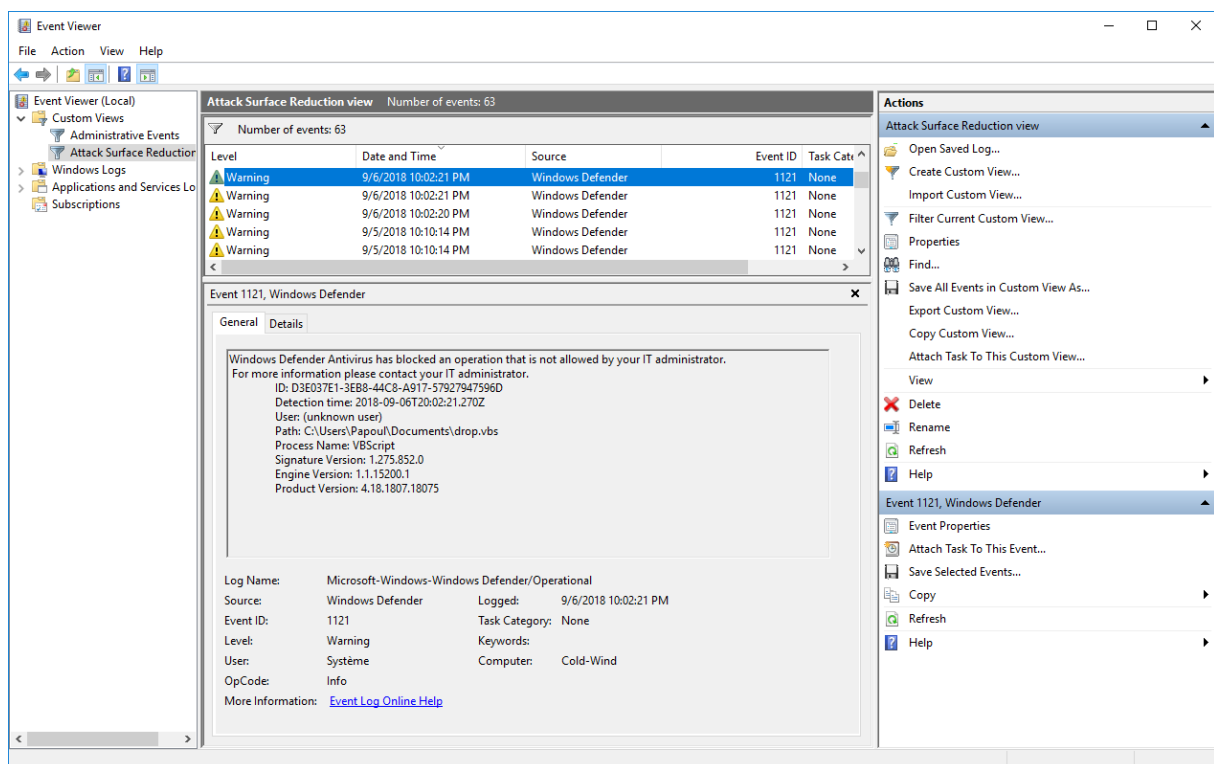 Event Viewer
File Action View Help
Event Viewer (Local)
Custom Views
Administrative Events
Attack Surface Reduction
Windows Logs
Applications and Services Lo
Subscriptions
Attack Surface Reduction view Number of events: 63
Number of events: 63
Level Date and Time Source Event ID Task Cate
Warning 9/6/2018 10:02:21 PM Windows Defender 1121 None
Warning 9/6/2018 10:02:21 PM Windows Defender 1121 None
Warning 9/6/2018 10:02:20 PM Windows Defender 1121 None
Warning 9/5/2018 10:10:14 PM Windows Defender 1121 None
Warning 9/5/2018 10:10:14 PM Windows Defender 1121 None
Event 1121, Windows Defender
General Details
Windows Defender Antivirus has blocked an operation that is not allowed by your IT administrator.
For more information please contact your IT administrator.
ID: D3E037E1-3EB8-44C8-A917-57927947596D
Detection time: 2018-09-06T20:02:21.270Z
User: (unknown user)
Path: C:\Users\Papoul\Documents\drop.vbs
Process Name: VBScript
Signature Version: 1.275.852.0
Engine Version: 1.1.15200.1
Product Version: 4.18.1807.18075
Log Name: Microsoft-Windows-Windows Defender/Operational
Source: Windows Defender Logged: 9/6/2018 10:02:21 PM
Event ID: 1121 Task Category: None
Level: Warning Keywords:
User: Système Computer: Cold-Wind
OpCode: Info
More Information: Event Log Online Help
Actions
Attack Surface Reduction view
Open Saved Log...
Create Custom View...
Import Custom View...
Filter Current Custom View...
Properties
Find...
Save All Events in Custom View As...
Export Custom View...
Copy Custom View...
Attach Task To This Custom View...
View
Delete
Rename
Refresh
Help
Event 1121, Windows Defender
Event Properties
Attach Task To This Event...
Save Selected Events...
Copy
Refresh
Help